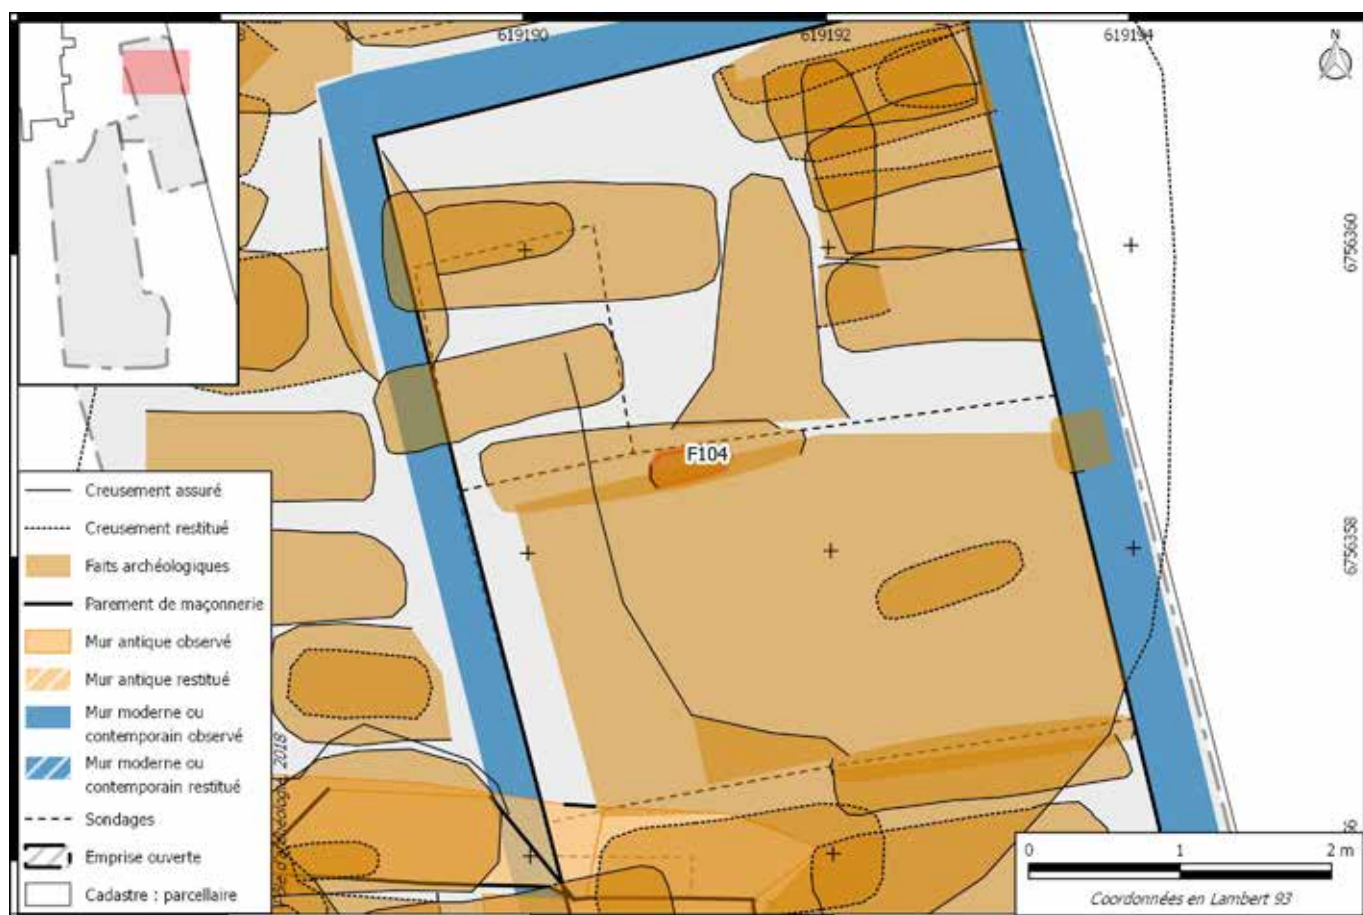 619190
619192
619194
N
6756360
F104
6756358
Creusement assuré
Creusement restitué
Faits archéologiques
Parement de maçonnerie
Mur antique observé
Mur antique restitué
Mur moderne ou
contemporain observé
Mur moderne ou
contemporain restitué
Sondages
Emprise ouverte
Cadastre : parcellaire
2018
0 1 2 m
Coordonnées en Lambert 93